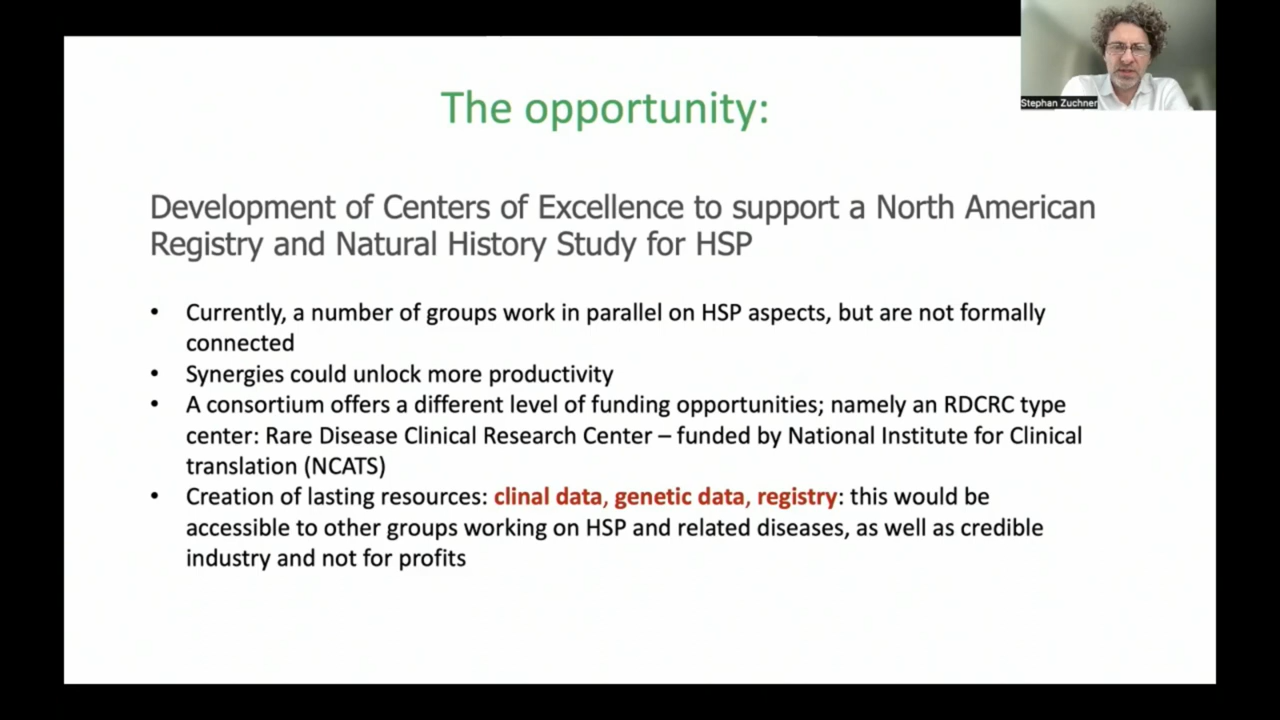 Stephan Zuchner
The opportunity:
Development of Centers of Excellence to support a North American
Registry and Natural History Study for HSP
• Currently, a number of groups work in parallel on HSP aspects, but are not formally
connected
• Synergies could unlock more productivity
• A consortium offers a different level of funding opportunities; namely an RDCRC type
center: Rare Disease Clinical Research Center – funded by National Institute for Clinical
translation (NCATS)
• Creation of lasting resources: clinal data, genetic data, registry: this would be
accessible to other groups working on HSP and related diseases, as well as credible
industry and not for profits